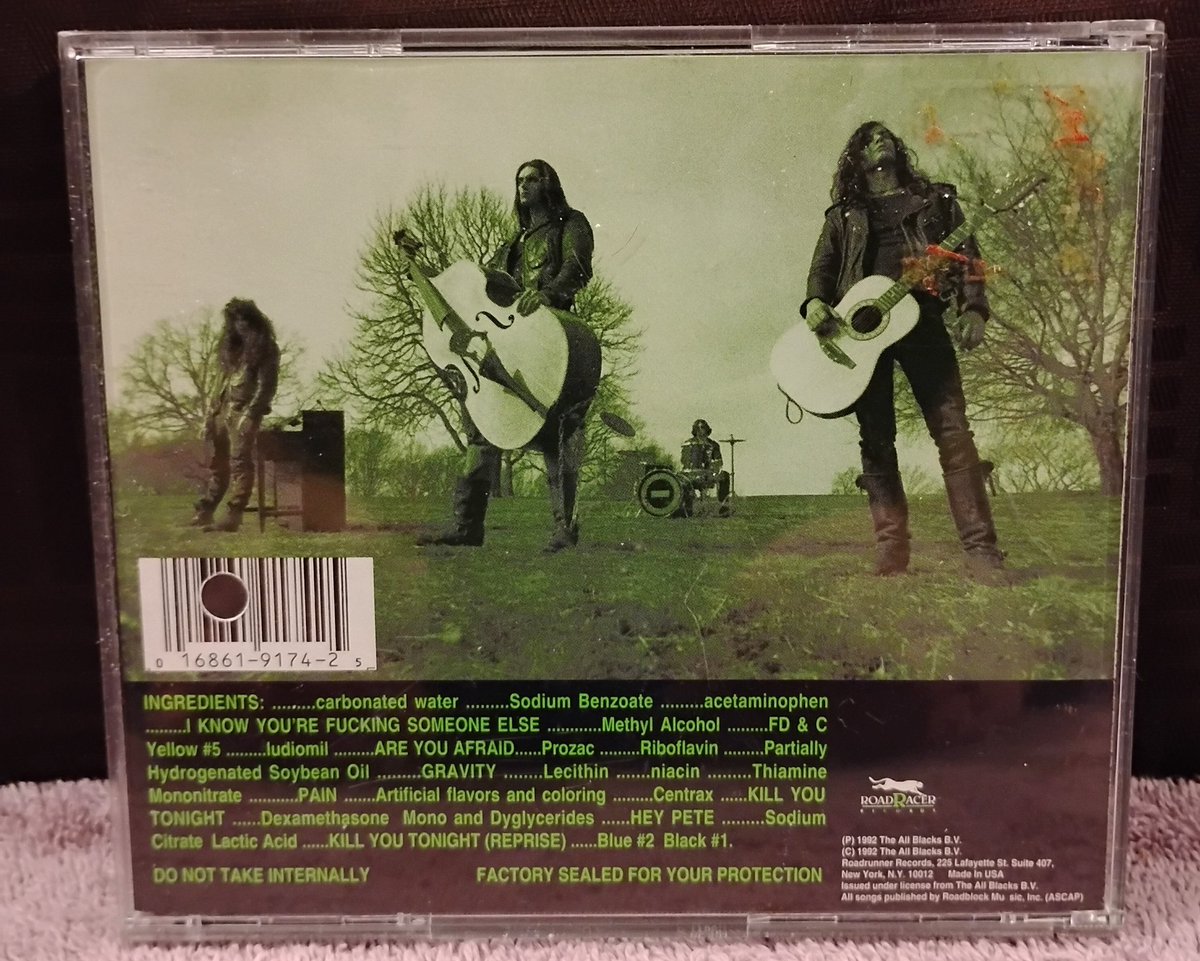 0 16861-9174-2 5
INGREDIENTS: .........carbonated water .........Sodium Benzoate .........acetaminophen
.........I KNOW YOU'RE FUCKING SOMEONE ELSE ............Methyl Alcohol .........FD & C
Yellow #5 ........ludiomil ........ARE YOU AFRAID......Prozac .........Riboflavin ........Partially
Hydrogenated Soybean Oil .........GRAVITY ........Lecithin .......niacin .........Thiamine
Mononitrate ..........PAIN .......Artificial flavors and coloring .........Centrax ......KILL YOU
TONIGHT ......Dexamethasone Mono and Dyglycerides ......HEY PETE .........Sodium
Citrate Lactic Acid ......KILL YOU TONIGHT (REPRISE) ......Blue #2 Black #1.
DO NOT TAKE INTERNALLY FACTORY SEALED FOR YOUR PROTECTION
ROADRACER
RECORDS
(P) 1992 The All Blacks B.V.
(C) 1992 The All Blacks B.V.
Roadrunner Records, 225 Lafayette St. Suite 407,
New York, N.Y. 10012 Made In USA
Issued under license from The All Blacks B.V.
All songs published by Roadblock Mu sic, Inc. (ASCAP)